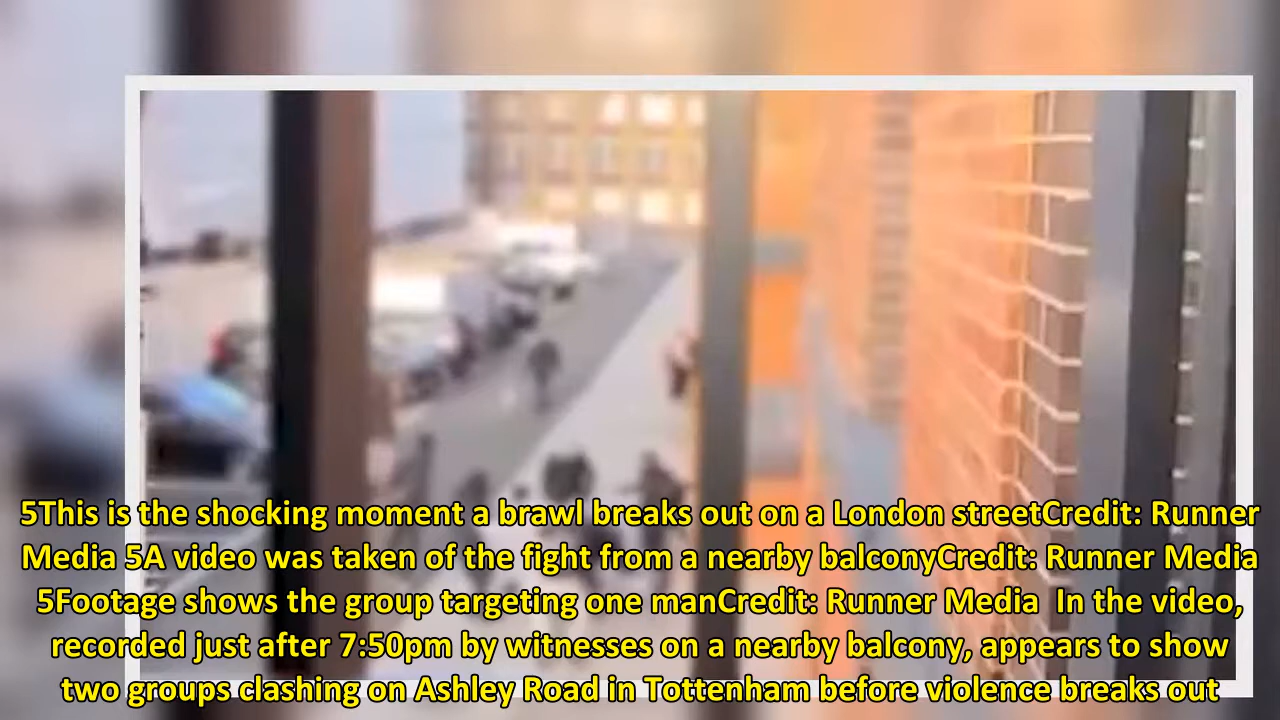 5This is the shocking moment a brawl breaks out on a London streetCredit: Runner
Media 5A video was taken of the fight from a nearby balconyCredit: Runner Media
5Footage shows the group targeting one manCredit: Runner Media  In the video,
recorded just after 7:50pm by witnesses on a nearby balcony, appears to show
two groups clashing on Ashley Road in Tottenham before violence breaks out